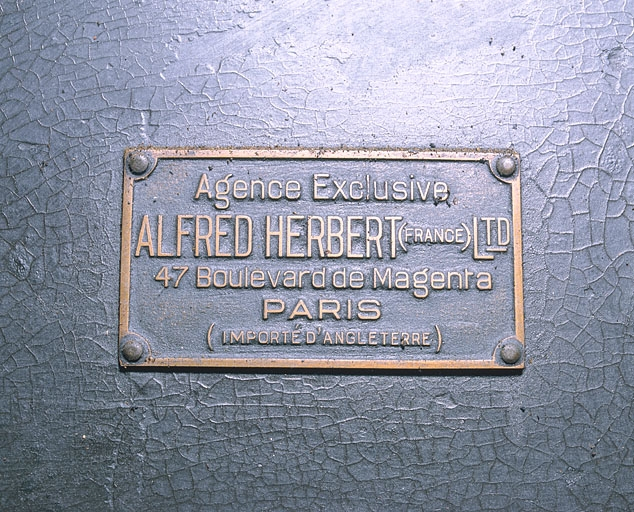 Agence Exclusive
ALFRED HERBERT (FRANCE) LTD
47 Boulevard de Magenta
PARIS
(IMPORTÉ D'ANGLETERRE)